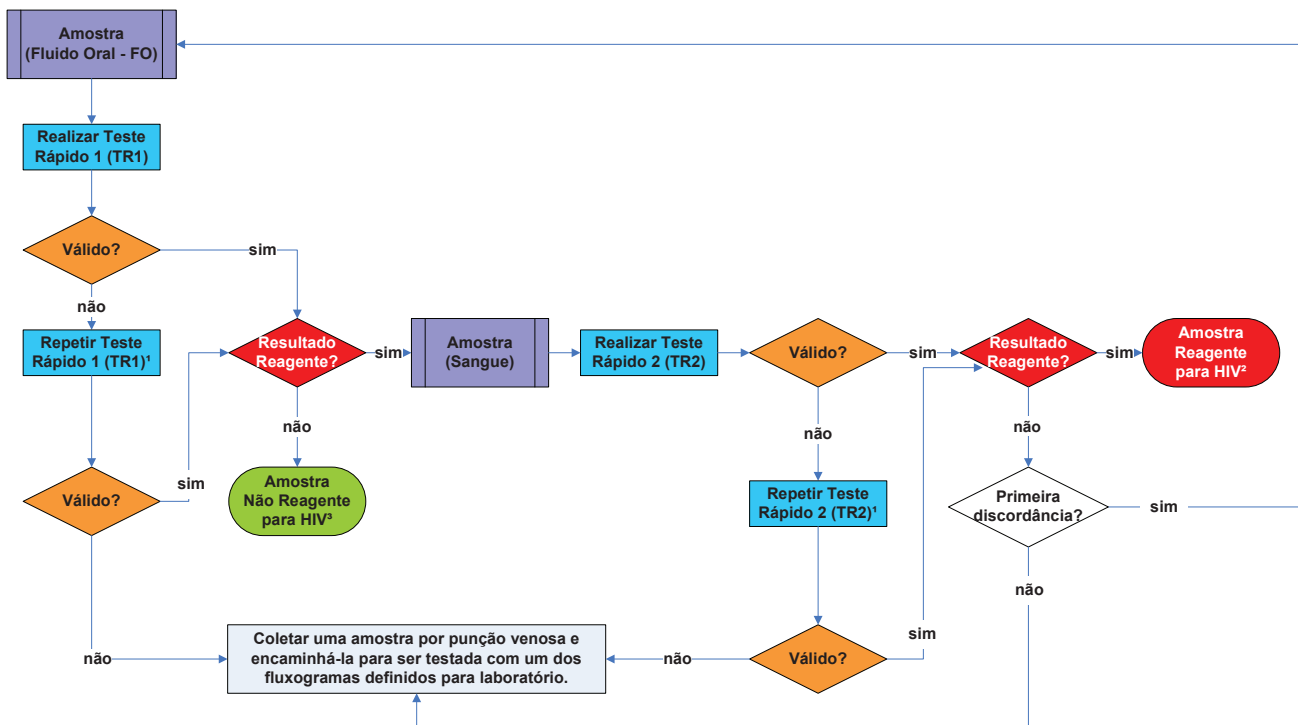 Amostra
(Fluido Oral - FO)
Realizar Teste
Rápido 1 (TR1)
Válido?
sim
não
Repetir Teste
Rápido 1 (TR1)¹
Resultado
Reagente?
sim
Amostra
(Sangue)
Realizar Teste
Rápido 2 (TR2)
Válido?
sim
Resultado
Reagente?
sim
Amostra
Reagente
para HIV²
não
não
não
Válido?
sim
Amostra
Não Reagente
para HIV³
Repetir Teste
Rápido 2 (TR2)¹
Primeira
discordância?
sim
não
não
Coletar uma amostra por punção venosa e
encaminhá-la para ser testada com um dos
fluxogramas definidos para laboratório.
não
Válido?
sim